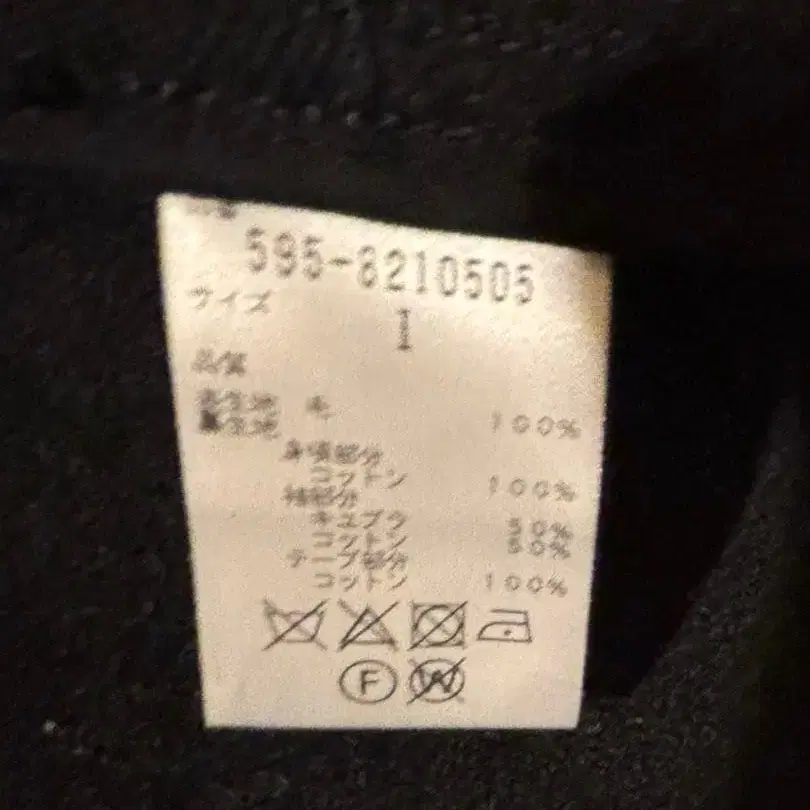 595-8210505
サイズ
I
品質
表生地 毛 100%
裏生地
身頃部分
コットン 100%
袖部分
キュプラ 50%
コットン 50%
テープ部分
コットン 100%
F W